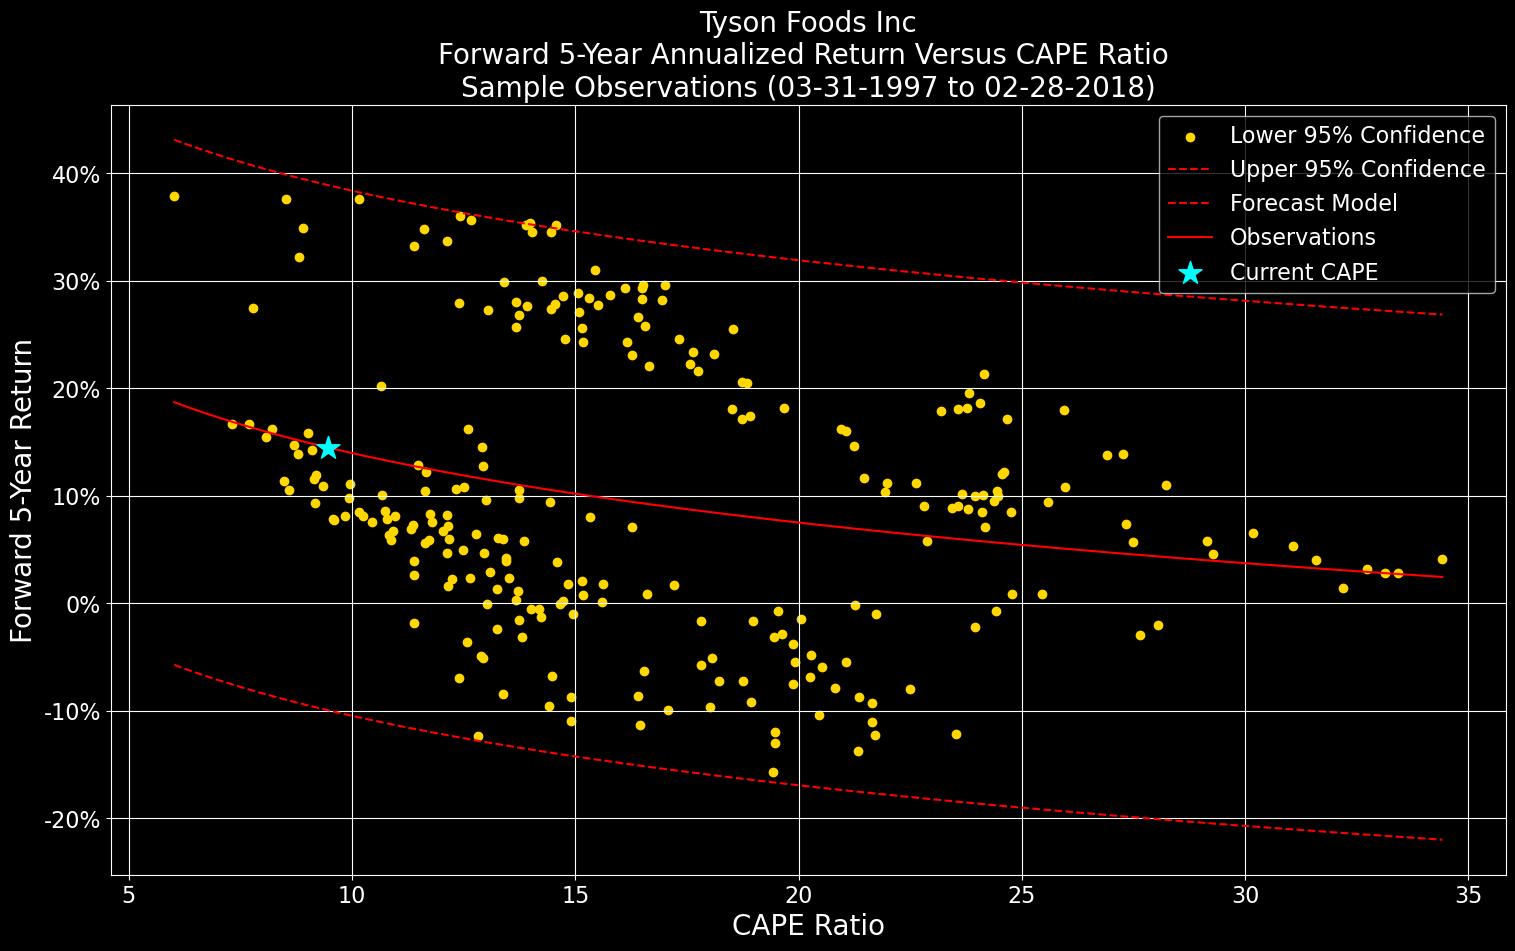 Tyson Foods Inc
Forward 5-Year Annualized Return Versus CAPE Ratio
Sample Observations (03-31-1997 to 02-28-2018)
Lower 95% Confidence
Upper 95% Confidence
Forecast Model
Observations
Current CAPE
Forward 5-Year Return
40%
30%
20%
10%
0%
-10%
-20%
5 10 15 20 25 30 35
CAPE Ratio